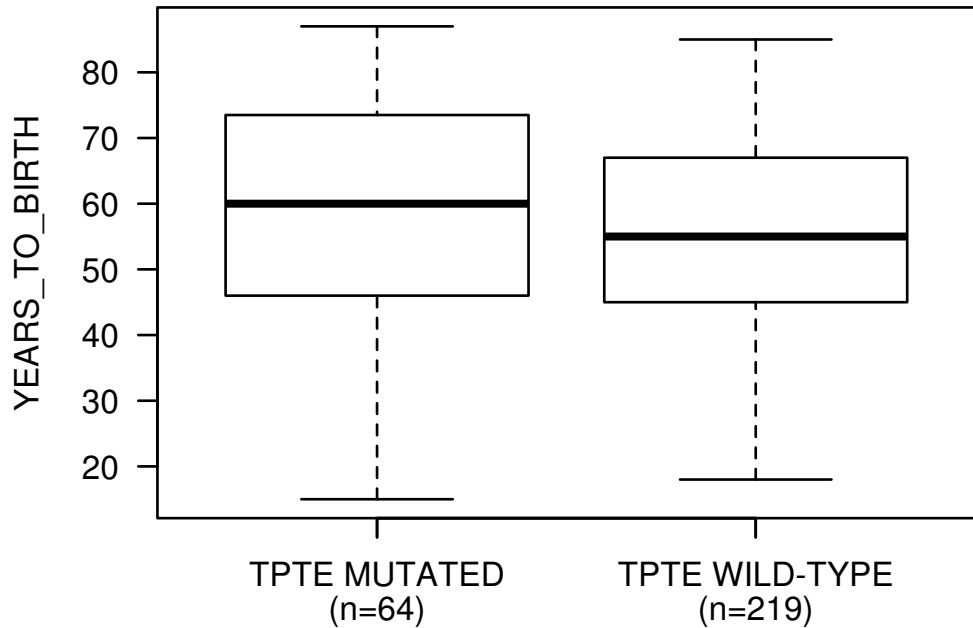 YEARS_TO_BIRTH
80
70
60
50
40
30
20
TPTE MUTATED
(n=64)
TPTE WILD-TYPE
(n=219)